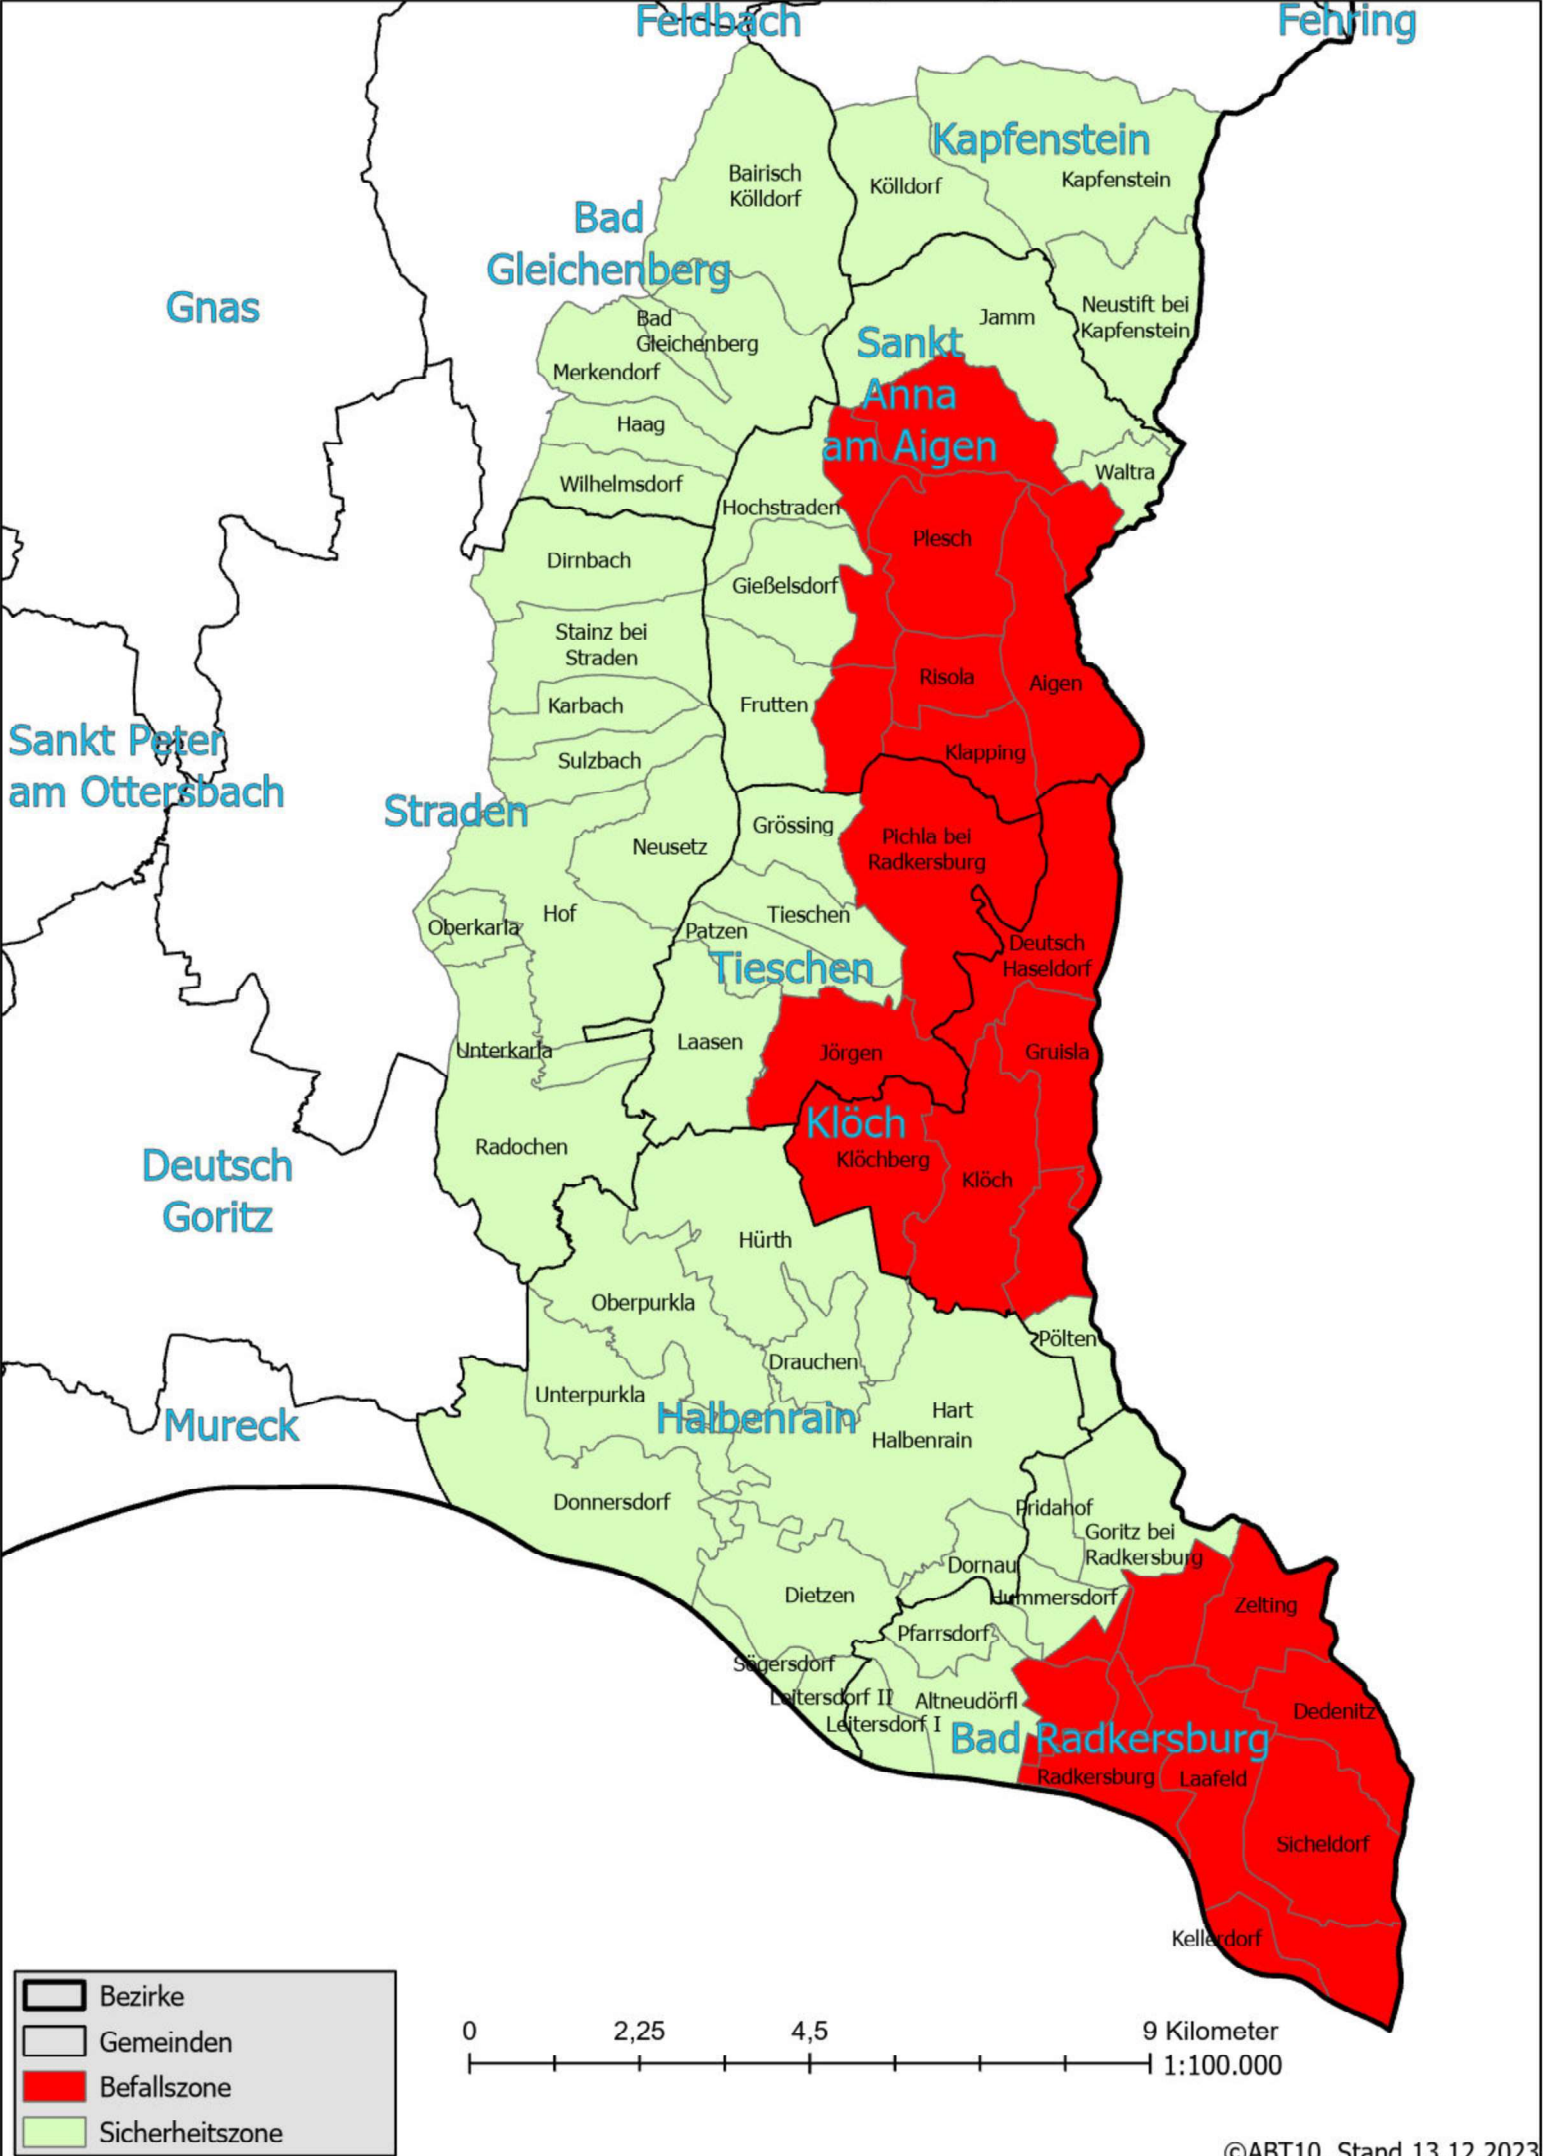 Feldbach
Fehring
Kapfenstein
Bairisch
Kölldorf
Kölldorf
Kapfenstein
Bad
Gleichenberg
Gnas
Neustift bei
Kapfenstein
Jamm
Bad
Gleichenberg
Sankt
Anna
am Aigen
Merkendorf
Haag
Waltra
Wilhelmsdorf
Hochstraden
Plesch
Dirnbach
Gießelsdorf
Stainz bei
Straden
Risola
Aigen
Karbach
Frutten
Sankt Peter
am Ottersbach
Klapping
Sulzbach
Straden
Grössing
Pichla bei
Radkersburg
Neusetz
Hof
Tieschen
Oberkarla
Patzen
Deutsch
Haseldorf
Tieschen
Laasen
Unterkarla
Jörgen
Gruisla
Klöch
Radochen
Klöchberg
Deutsch
Goritz
Klöch
Hürth
Oberpurkla
Pölten
Drauchen
Unterpurkla
Hart
Mureck
Halbenrain
Halbenrain
Donnersdorf
Pridahof
Goritz bei
Radkersburg
Dornau
Dietzen
Hummersdorf
Zelting
Pfarrsdorf
Sögersdorf
Leitersdorf II
Altneudörfl
Dedenitz
Leitersdorf I
Bad Radkersburg
Radkersburg
Laafeld
Sicheldorf
Kellerdorf
Bezirke
Gemeinden
Befallszone
Sicherheitszone
0 2,25 4,5 9 Kilometer
1:100.000
©ABT10, Stand 13.12.2023